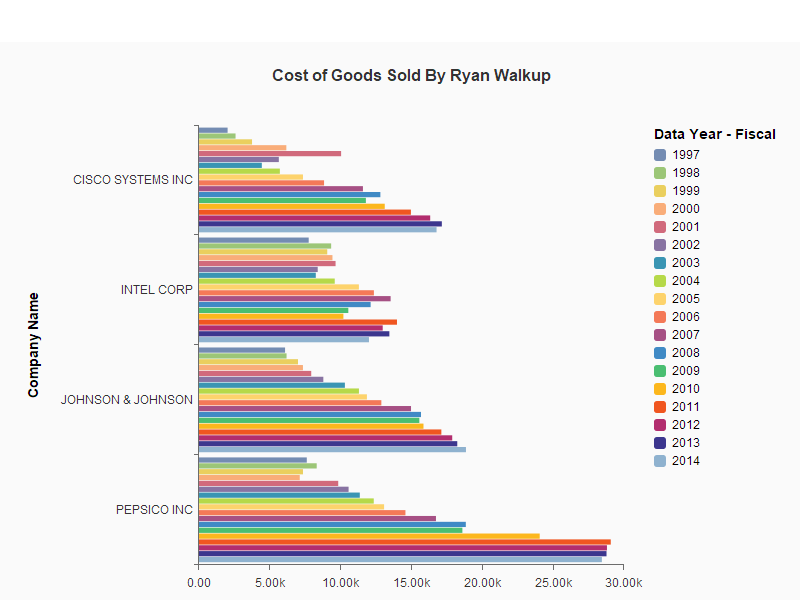 Cost of Goods Sold By Ryan Walkup
Data Year - Fiscal
1997
1998
1999
2000
2001
2002
2003
2004
2005
2006
2007
2008
2009
2010
2011
2012
2013
2014
Company Name
CISCO SYSTEMS INC
INTEL CORP
JOHNSON & JOHNSON
PEPSICO INC
0.00 5.00k 10.00k 15.00k 20.00k 25.00k 30.00k